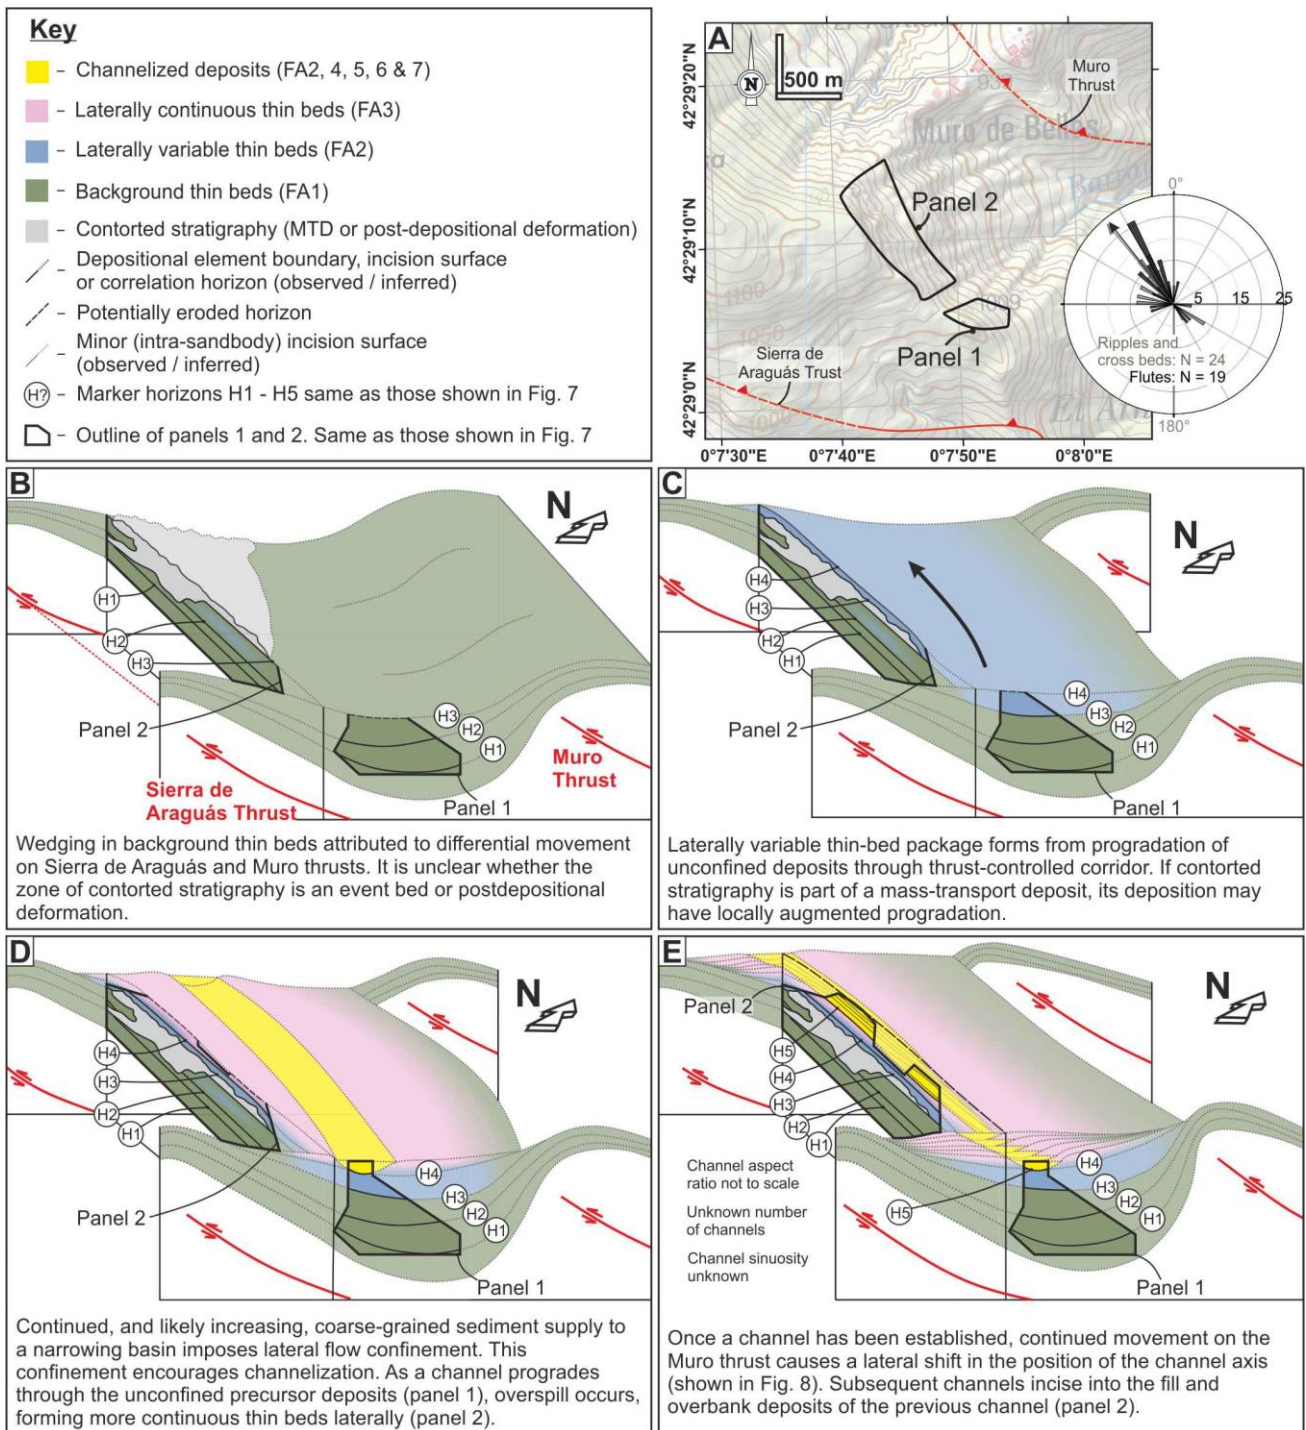 Key
- Channelized deposits (FA2, 4, 5, 6 & 7)
- Laterally continuous thin beds (FA3)
- Laterally variable thin beds (FA2)
- Background thin beds (FA1)
- Contorted stratigraphy (MTD or post-depositional deformation)
- Depositional element boundary, incision surface
or correlation horizon (observed / inferred)
- Potentially eroded horizon
- Minor (intra-sandbody) incision surface
(observed / inferred)
H? - Marker horizons H1 - H5 same as those shown in Fig. 7
- Outline of panels 1 and 2. Same as those shown in Fig. 7
A
N
500 m
Muro
Thrust
Muro de Bellos
Panel 2
1009
Panel 1
1100
1050
1000
Sierra de
Araguás Trust
42°29'20"N
42°29'10"N
42°29'0"N
0°7'30"E
0°7'40"E
0°7'50"E
0°8'0"E
0°
5
15
25
Ripples and
cross beds: N = 24
Flutes: N = 19
180°
B
N
H1
H2
H3
Panel 2
H3
H2
H1
Sierra de
Araguás Thrust
Muro
Thrust
Panel 1
Wedging in background thin beds attributed to differential movement
on Sierra de Araguás and Muro thrusts. It is unclear whether the
zone of contorted stratigraphy is an event bed or postdepositional
deformation.
C
N
H4
H3
H2
H1
Panel 2
H4
H3
H2
H1
Panel 1
Laterally variable thin-bed package forms from progradation of
unconfined deposits through thrust-controlled corridor. If contorted
stratigraphy is part of a mass-transport deposit, its deposition may
have locally augmented progradation.
D
N
H4
H3
H2
H1
Panel 2
H4
H3
H2
H1
Panel 1
Continued, and likely increasing, coarse-grained sediment supply to
a narrowing basin imposes lateral flow confinement. This
confinement encourages channelization. As a channel progrades
through the unconfined precursor deposits (panel 1), overspill occurs,
forming more continuous thin beds laterally (panel 2).
E
N
Panel 2
H5
H4
H3
H2
H1
Channel aspect
ratio not to scale
Unknown number
of channels
Channel sinuosity
unknown
H5
H4
H3
H2
H1
Panel 1
Once a channel has been established, continued movement on the
Muro thrust causes a lateral shift in the position of the channel axis
(shown in Fig. 8). Subsequent channels incise into the fill and
overbank deposits of the previous channel (panel 2).